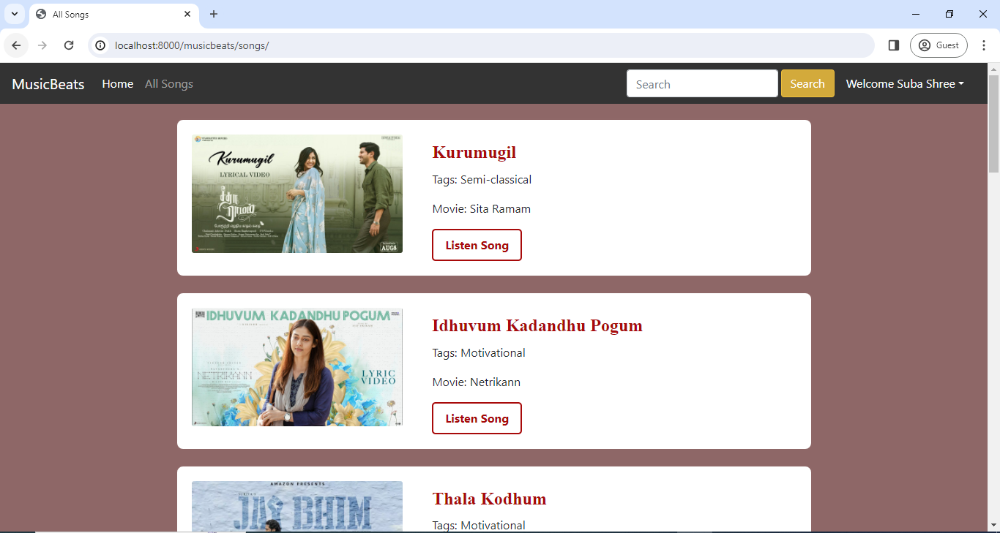 All Songs
localhost:8000/musicbeats/songs/
Guest
MusicBeats Home All Songs Search Search Welcome Suba Shree
Kurumugil
LYRICAL VIDEO
சீதா
ராமம்
AUG5
Kurumugil
Tags: Semi-classical
Movie: Sita Ramam
Listen Song
IDHUVUM KADANDHU POGUM
NETRIKANN
LYRIC
VIDEO
Idhuvum Kadandhu Pogum
Tags: Motivational
Movie: Netrikann
Listen Song
AMAZON PRESENTS
JAI BHIM
Thala Kodhum
Tags: Motivational